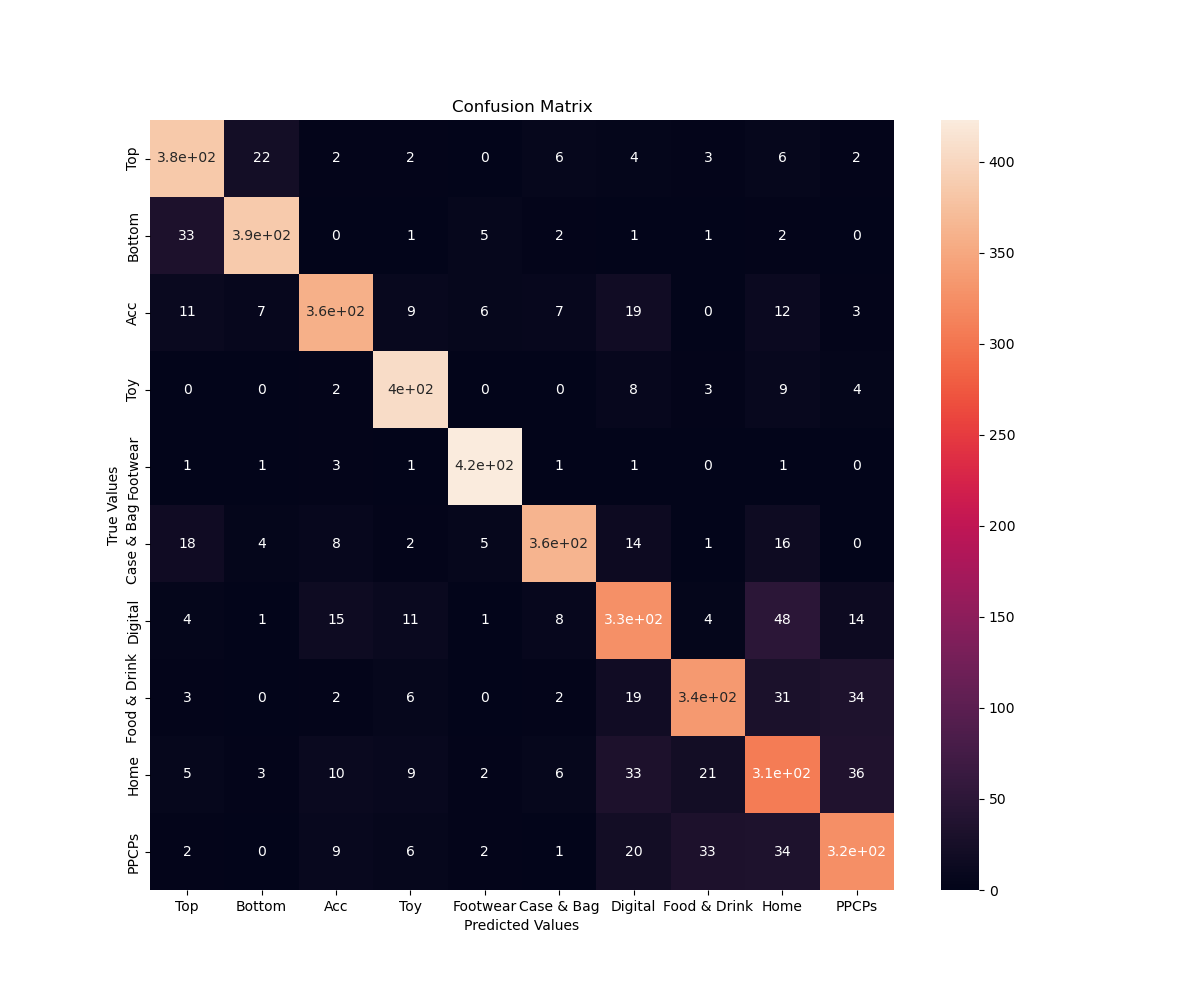 Confusion Matrix
Top 3.8e+02 22 2 2 0 6 4 3 6 2
Bottom 33 3.9e+02 0 1 5 2 1 1 2 0
Acc 11 7 3.6e+02 9 6 7 19 0 12 3
Toy 0 0 2 4e+02 0 0 8 3 9 4
Footwear 1 1 3 1 4.2e+02 1 1 0 1 0
Case & Bag 18 4 8 2 5 3.6e+02 14 1 16 0
Digital 4 1 15 11 1 8 3.3e+02 4 48 14
Food & Drink 3 0 2 6 0 2 19 3.4e+02 31 34
Home 5 3 10 9 2 6 33 21 3.1e+02 36
PPCPs 2 0 9 6 2 1 20 33 34 3.2e+02
True Values
Top Bottom Acc Toy Footwear Case & Bag Digital Food & Drink Home PPCPs
Predicted Values
400
350
300
250
200
150
100
50
0